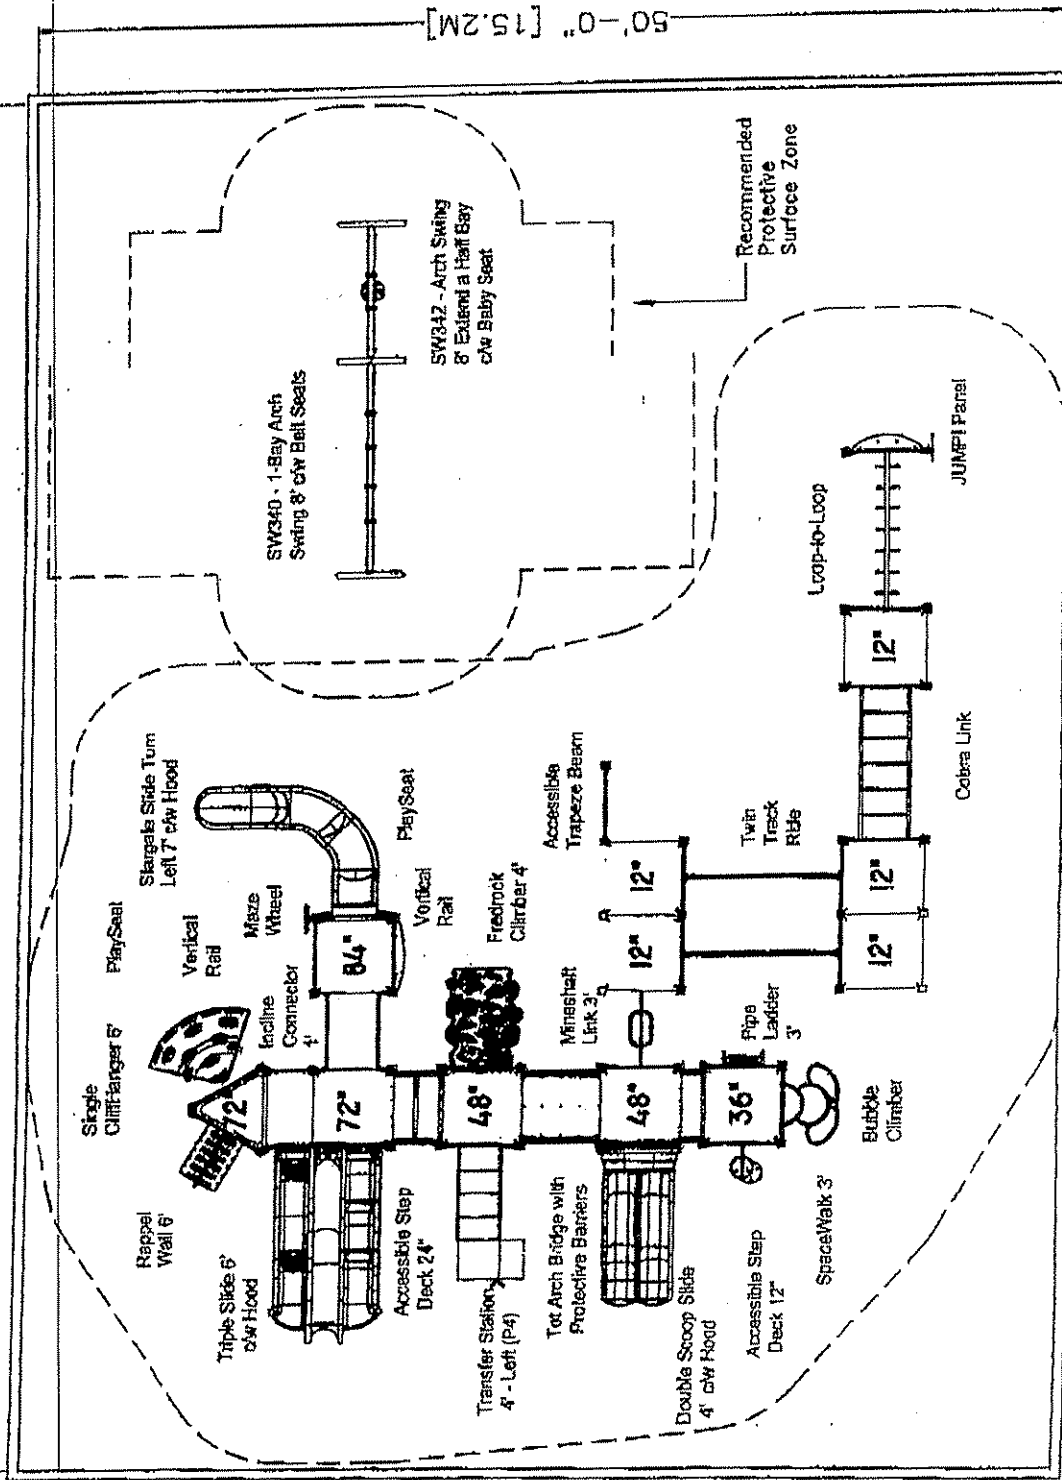 50'-0" [15.2M]
Recommended
Protective
Surface Zone
SW342 - Arch Swing
8' Extend a Half Bay
c/w Baby Seat
SW340 - 1-Bay Arch
Swing 8' c/w Belt Seats
JUMP! Panel
Loop-to-Loop
12"
Cobra Link
Stargate Slide Turn
Left 7' c/w Hood
PlaySeat
Accessible
Trapeze Beam
Twin
Track
Ride
12"
12"
12"
12"
PlaySeat
Vertical
Rail
Maze
Wheel
84"
Vertical
Rail
Fredrock
Climber 4'
Single
CliffHanger 6'
Incline
Connector
4'
Mineshaft
Link 3'
Pipe
Ladder
3'
72"
72"
48"
48"
36"
Bubble
Climber
Rappel
Wall 6'
Triple Slide 6'
c/w Hood
Accessible Step
Deck 24"
Transfer Station
4' - Left (P4)
Tot Arch Bridge with
Protective Barriers
Double Scoop Slide
4' c/w Hood
Accessible Step
Deck 12"
SpaceWalk 3'